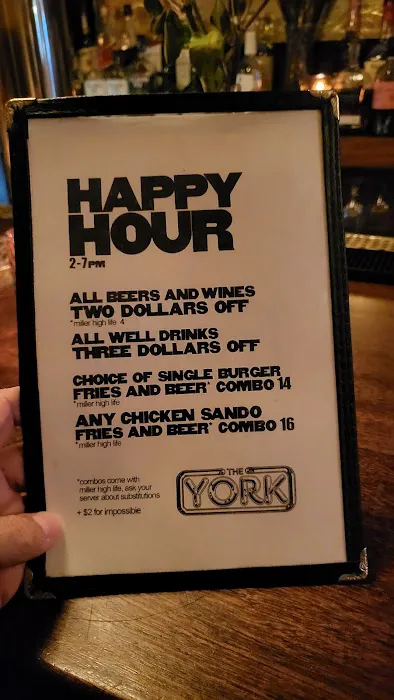 HAPPY
HOUR
2-7PM
ALL BEERS AND WINES
TWO DOLLARS OFF
*miller high life 4
ALL WELL DRINKS
THREE DOLLARS OFF
CHOICE OF SINGLE BURGER
FRIES AND BEER* COMBO 14
*miller high life
ANY CHICKEN SANDO
FRIES AND BEER* COMBO 16
*miller high life
*combos come with
miller high life, ask your
server about substitutions
+ $2 for impossible
THE
YORK